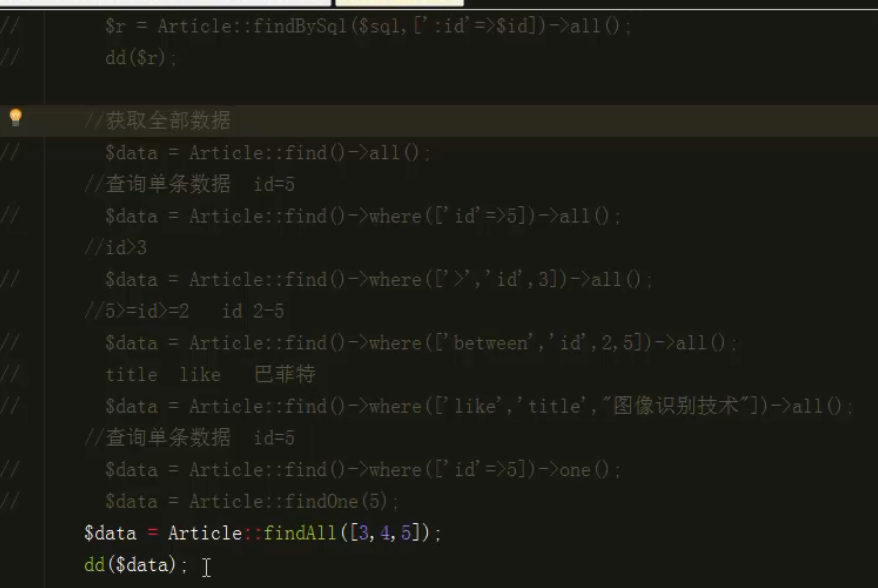 //        $r = Article::findBySql($sql,[':id'=>$id])->all();
//        dd($r);
//获取全部数据
//        $data = Article::find()->all();
//查询单条数据  id=5
//        $data = Article::find()->where(['id'=>5])->all();
//id>3
//        $data = Article::find()->where(['>','id',3])->all();
//5>=id>=2   id 2-5
//        $data = Article::find()->where(['between','id',2,5])->all();
//        title  like   巴菲特
//        $data = Article::find()->where(['like','title',"图像识别技术"])->all();
//查询单条数据  id=5
//        $data = Article::find()->where(['id'=>5])->one();
//        $data = Article::findOne(5);
$data = Article::findAll([3,4,5]);
dd($data);